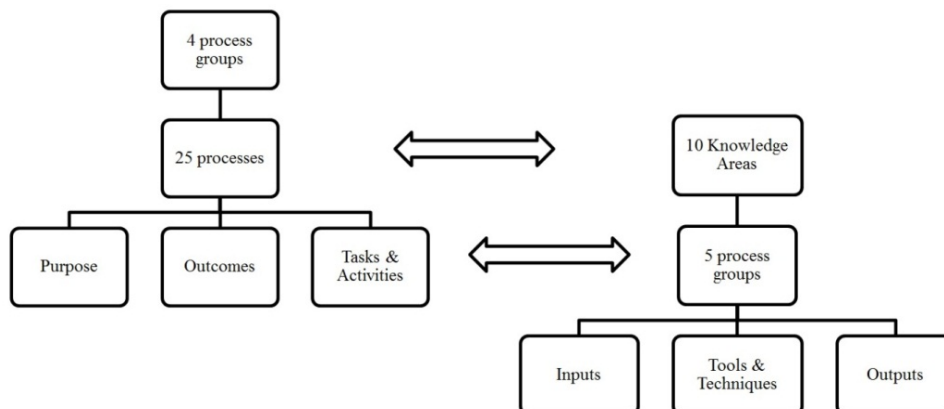 4 process
groups
25 processes
10 Knowledge
Areas
Purpose
Outcomes
Tasks &
Activities
5 process
groups
Inputs
Tools &
Techniques
Outputs